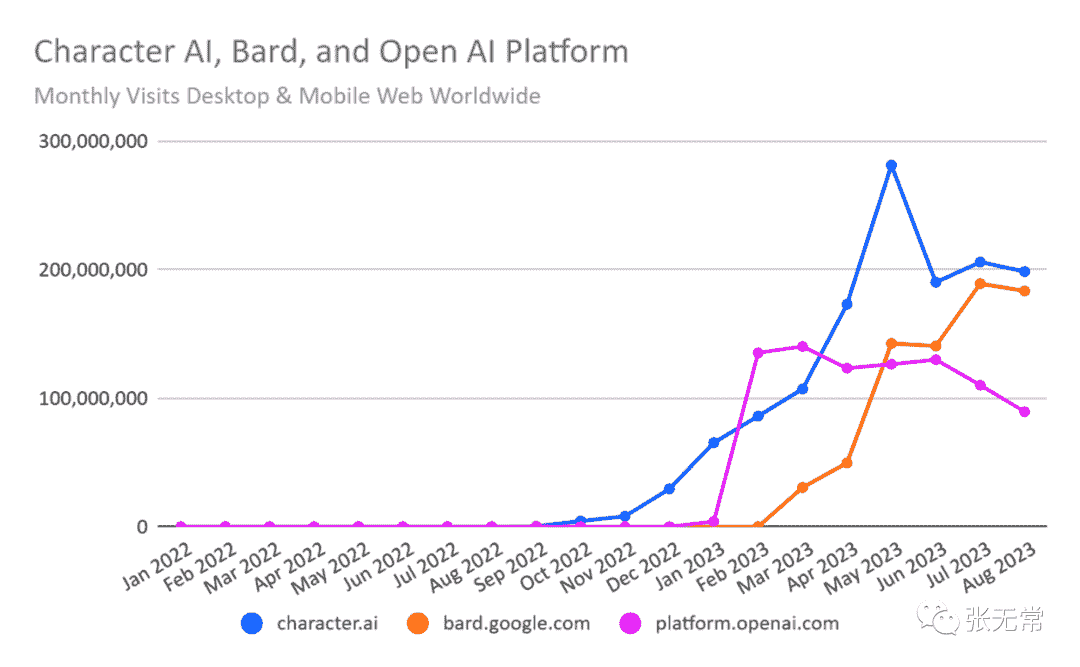 Character AI, Bard, and Open AI Platform
Monthly Visits Desktop & Mobile Web Worldwide
300,000,000
200,000,000
100,000,000
0
Jan 2022
Feb 2022
Mar 2022
Apr 2022
May 2022
Jun 2022
Jul 2022
Aug 2022
Sep 2022
Oct 2022
Nov 2022
Dec 2022
Jan 2023
Feb 2023
Mar 2023
Apr 2023
May 2023
Jun 2023
Jul 2023
Aug 2023
character.ai
bard.google.com
platform.openai.com
张无常